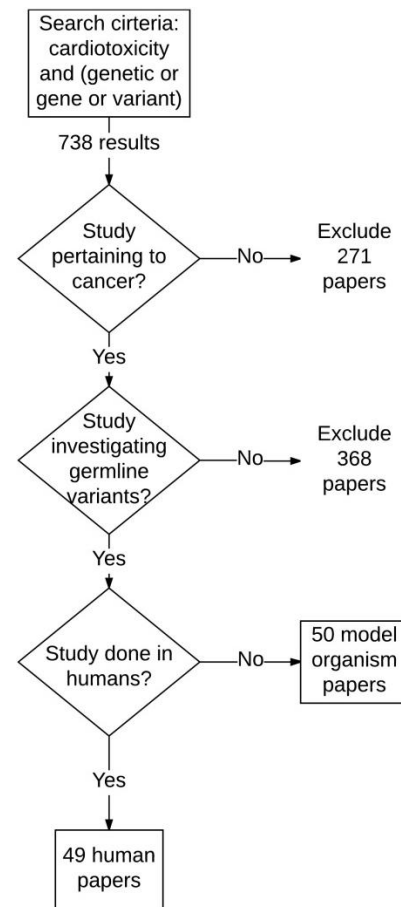 Search cirteria:
cardiotoxicity
and (genetic or
gene or variant)
738 results
Study
pertaining to
cancer?
No
Exclude
271
papers
Yes
Study
investigating
germline
variants?
No
Exclude
368
papers
Yes
Study done in
humans?
No
50 model
organism
papers
Yes
49 human
papers